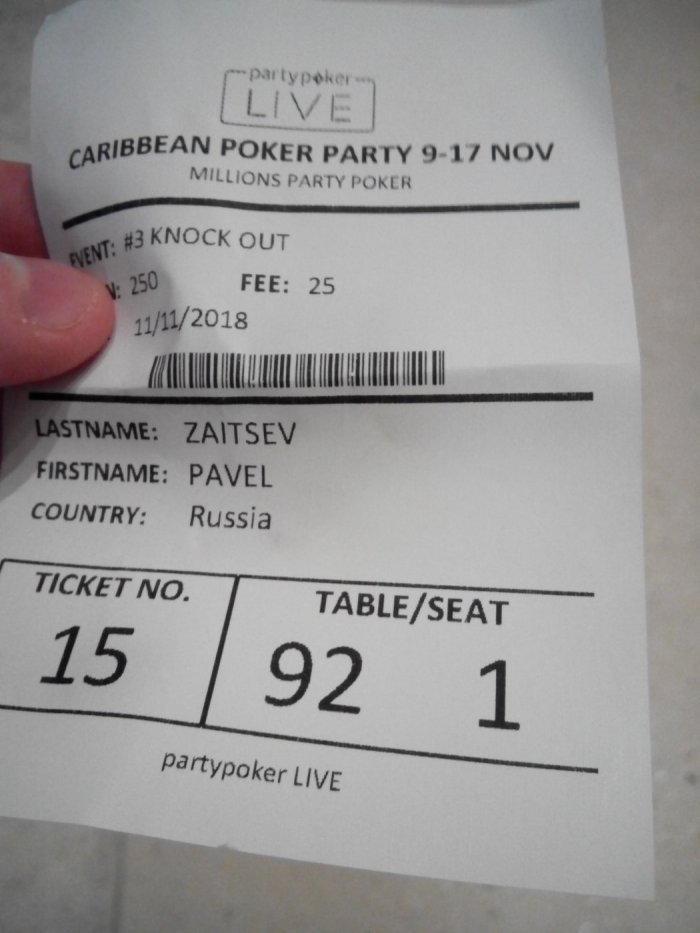 partypoker
LIVE
CARIBBEAN POKER PARTY 9-17 NOV
MILLIONS PARTY POKER
EVENT: #3 KNOCK OUT
N: 250 FEE: 25
11/11/2018
LASTNAME: ZAITSEV
FIRSTNAME: PAVEL
COUNTRY: Russia
TICKET NO. TABLE/SEAT
15 92 1
partypoker LIVE